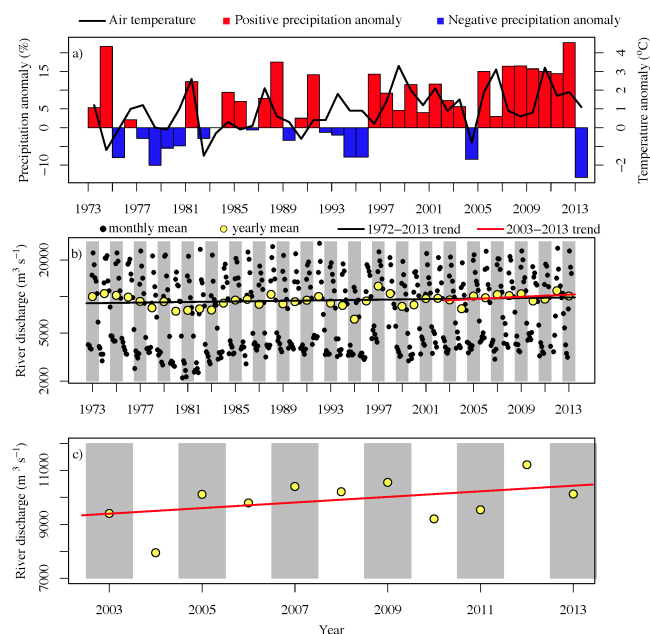 Air temperature Positive precipitation anomaly Negative precipitation anomaly
a)
Precipitation anomaly (%)
15
5
0
−10
4
3
2
1
0
−2
Temperature anomaly (°C)
1973 1977 1981 1985 1989 1993 1997 2001 2005 2009 2013
monthly mean yearly mean 1972−2013 trend 2003−2013 trend
b)
River discharge (m³ s⁻¹)
20000
5000
2000
1973 1977 1981 1985 1989 1993 1997 2001 2005 2009 2013
c)
River discharge (m³ s⁻¹)
11000
9000
7000
2003 2005 2007 2009 2011 2013
Year